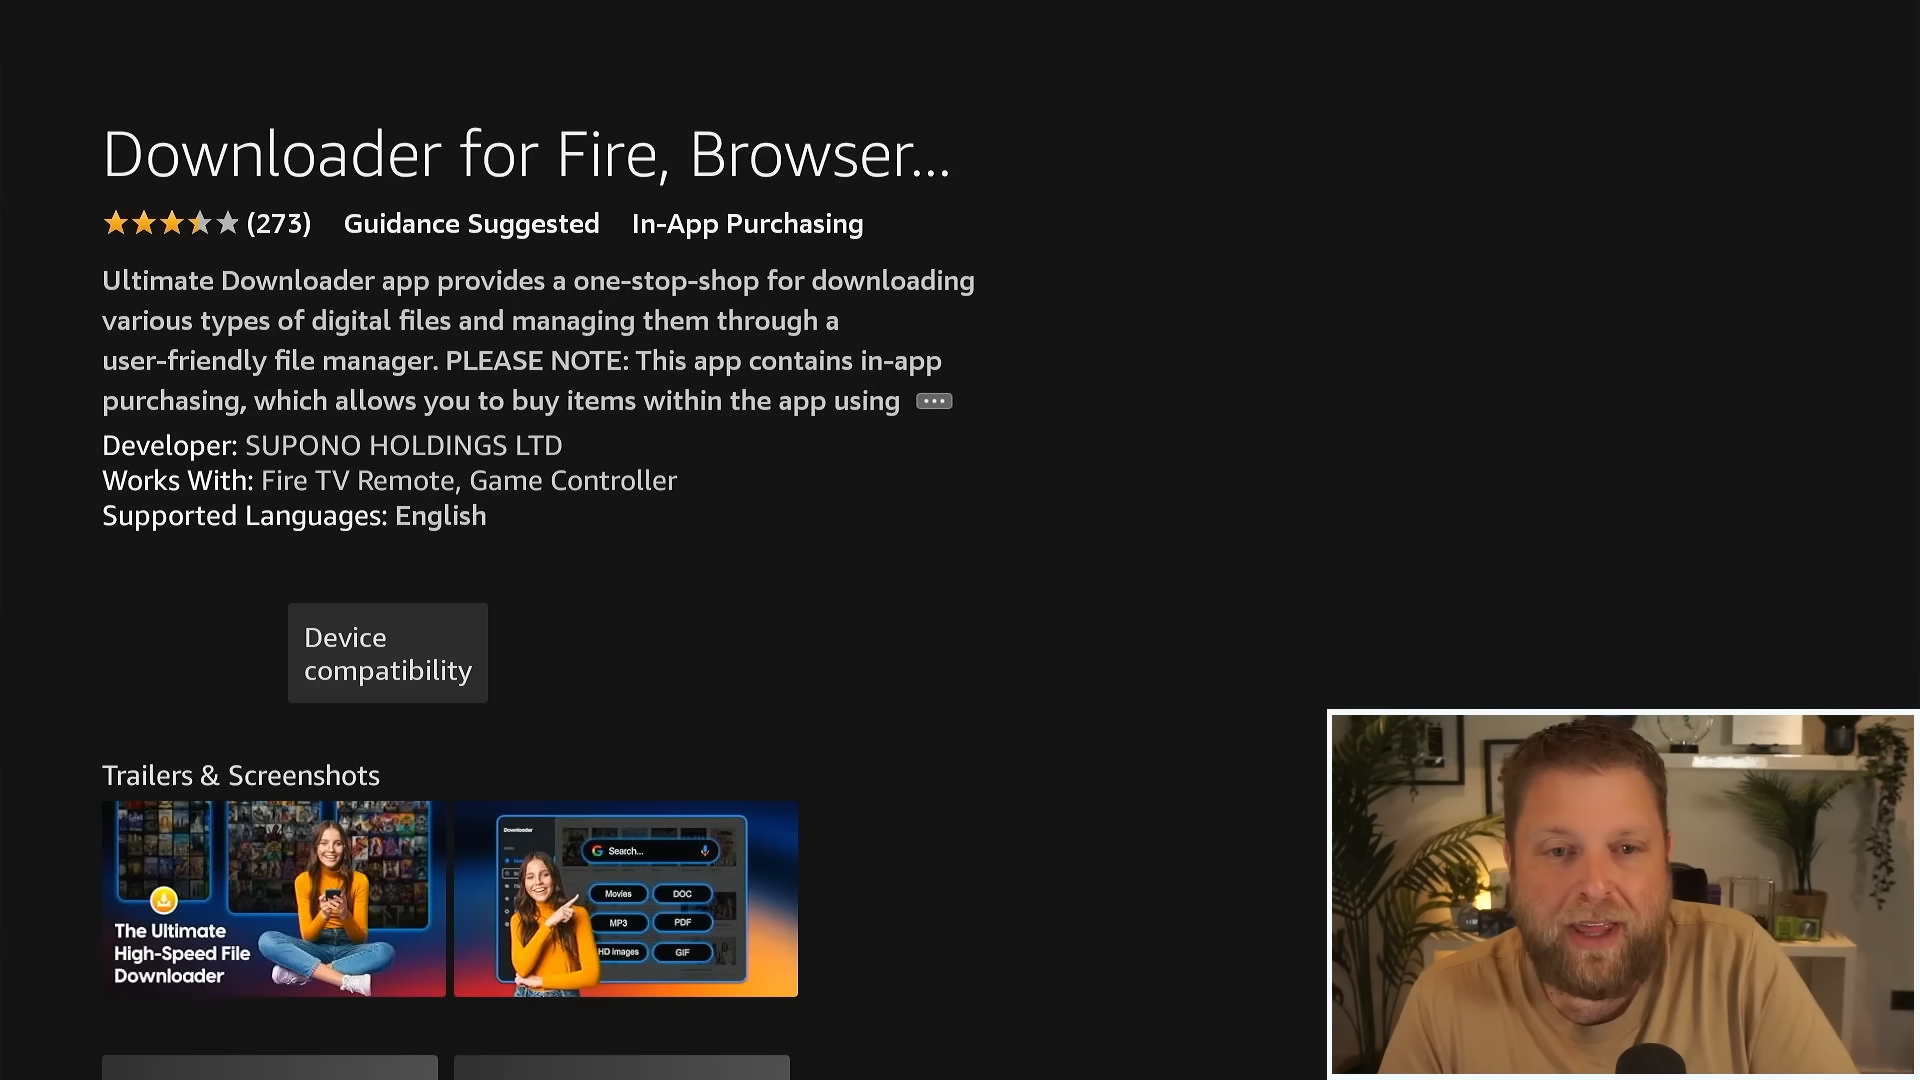 Downloader for Fire, Browser...
(273) Guidance Suggested In-App Purchasing
Ultimate Downloader app provides a one-stop-shop for downloading
various types of digital files and managing them through a
user-friendly file manager. PLEASE NOTE: This app contains in-app
purchasing, which allows you to buy items within the app using
Developer: SUPONO HOLDINGS LTD
Works With: Fire TV Remote, Game Controller
Supported Languages: English
Device
compatibility
Trailers & Screenshots
The Ultimate
High-Speed File
Downloader
Downloader
Search...
Movies DOC
MP3 PDF
HD images GIF